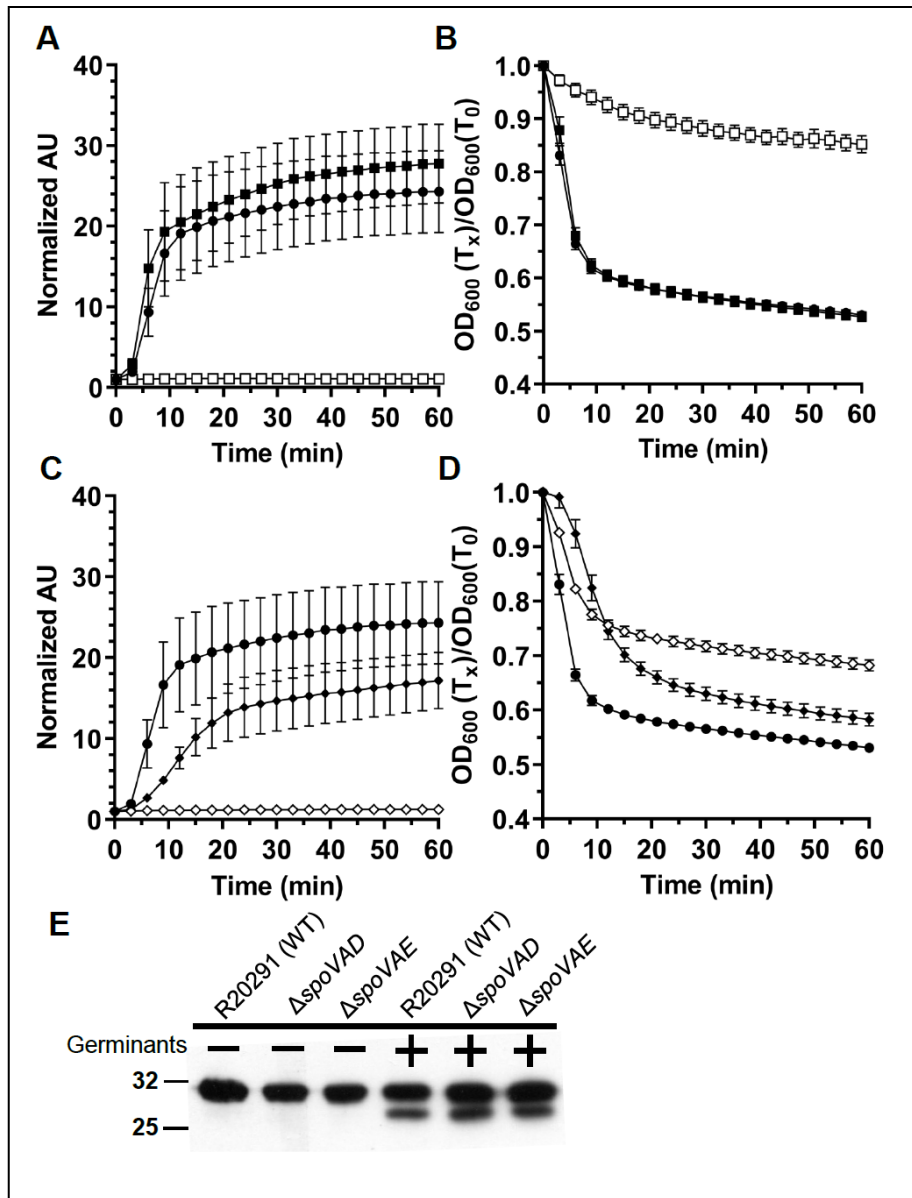 A
B
40
30
20
10
0
Normalized AU
0 10 20 30 40 50 60
Time (min)
1.0
0.9
0.8
0.7
0.6
0.5
0.4
OD600 (Tx)/OD600(T0)
0 10 20 30 40 50 60
Time (min)
C
D
40
30
20
10
0
Normalized AU
0 10 20 30 40 50 60
Time (min)
1.0
0.9
0.8
0.7
0.6
0.5
0.4
OD600 (Tx)/OD600(T0)
0 10 20 30 40 50 60
Time (min)
E
R20291 (WT)
ΔspoVAD
ΔspoVAE
R20291 (WT)
ΔspoVAD
ΔspoVAE
Germinants − − − + + +
32
25